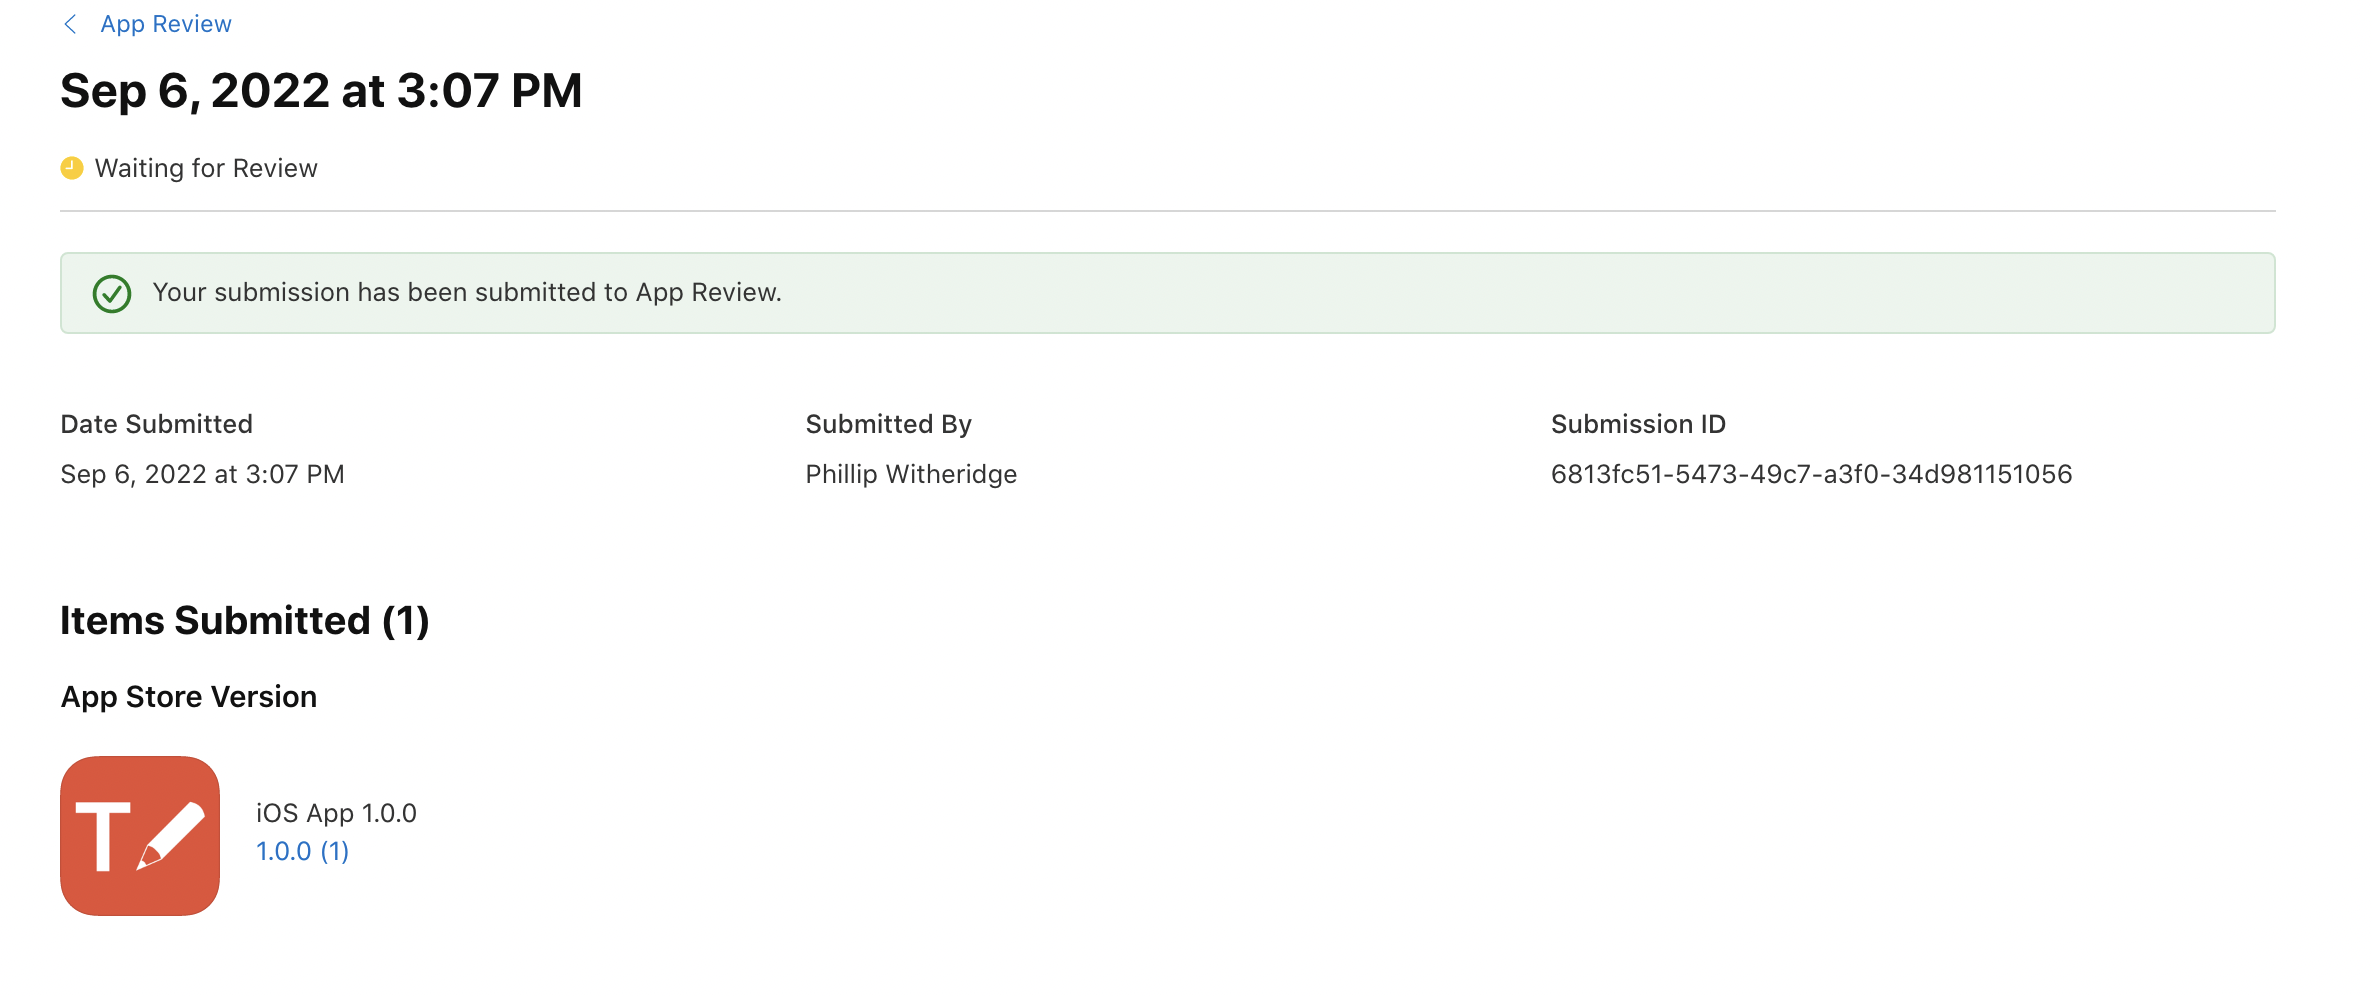 App Review
Sep 6, 2022 at 3:07 PM
Waiting for Review
Your submission has been submitted to App Review.
Date Submitted
Submitted By
Submission ID
Sep 6, 2022 at 3:07 PM
Phillip Witheridge
6813fc51-5473-49c7-a3f0-34d981151056
Items Submitted (1)
App Store Version
T
iOS App 1.0.0
1.0.0 (1)